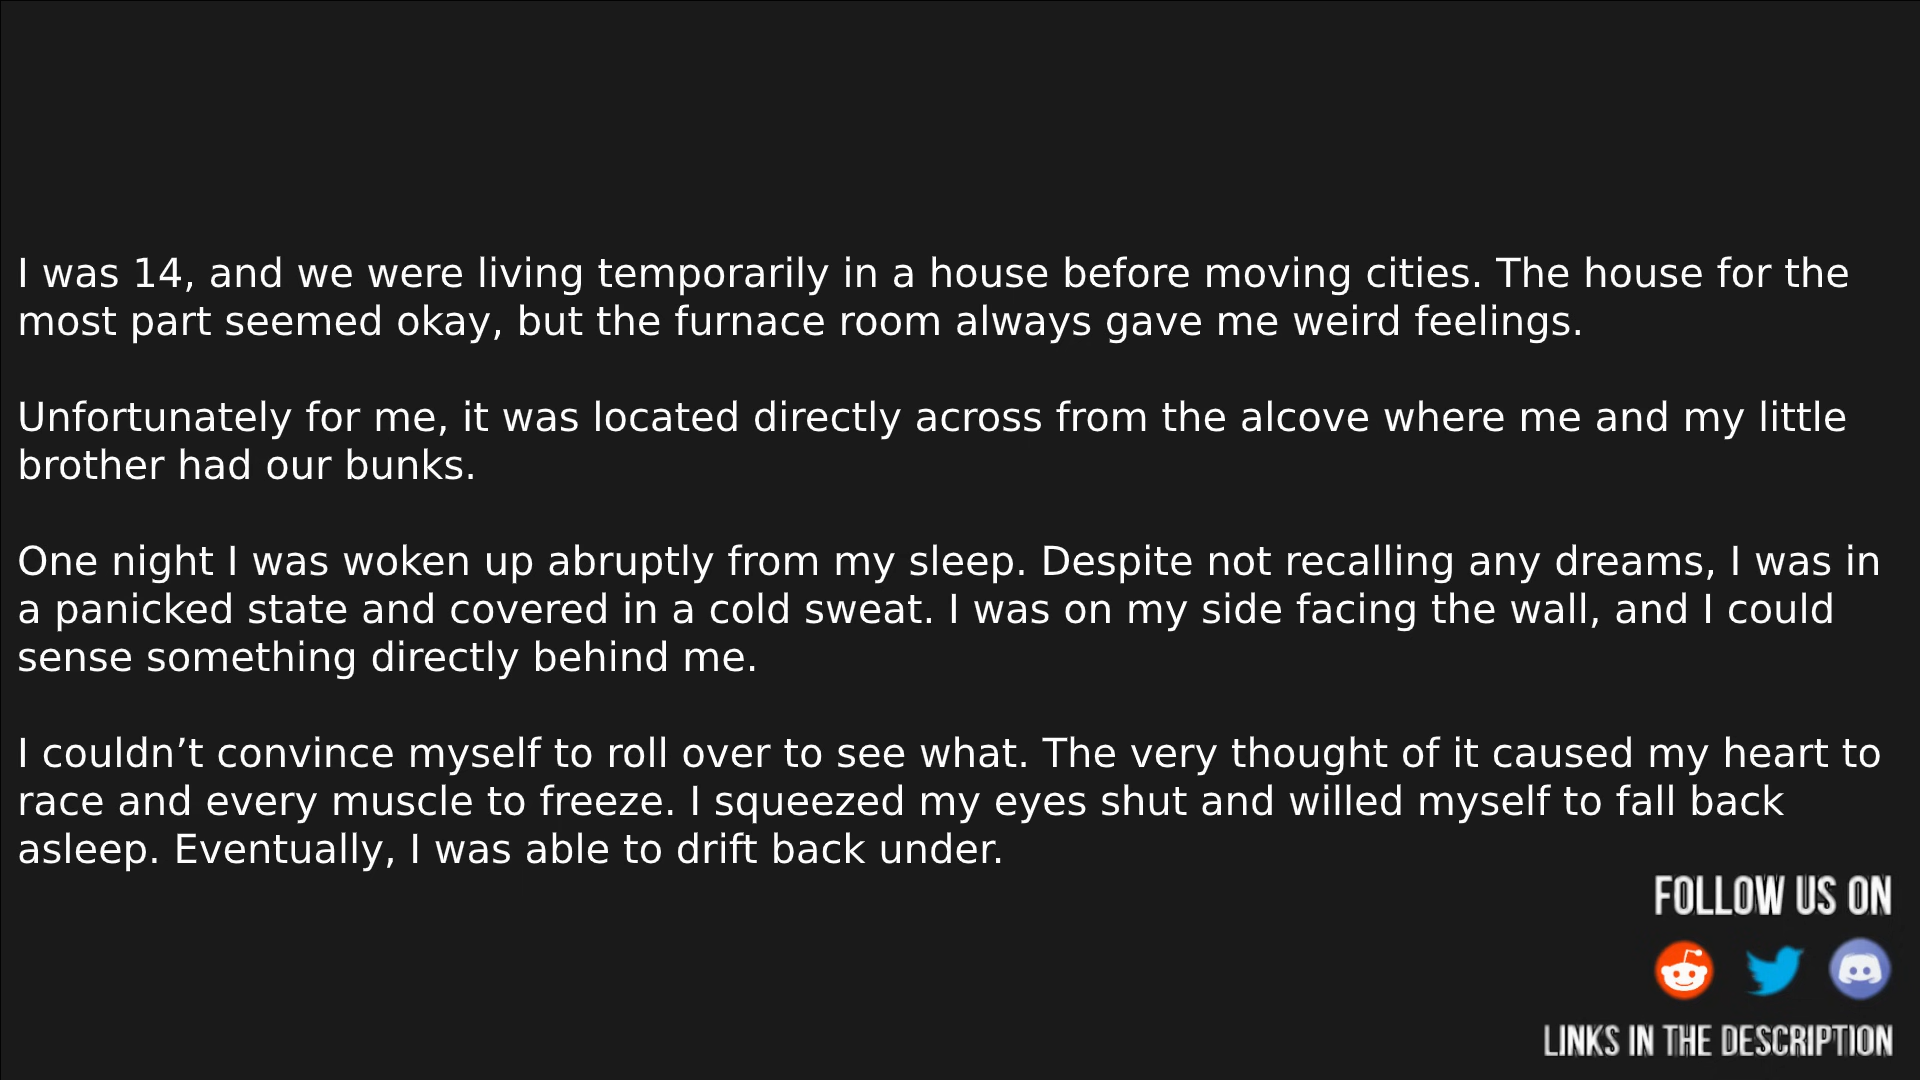 I was 14, and we were living temporarily in a house before moving cities. The house for the
most part seemed okay, but the furnace room always gave me weird feelings.
Unfortunately for me, it was located directly across from the alcove where me and my little
brother had our bunks.
One night I was woken up abruptly from my sleep. Despite not recalling any dreams, I was in
a panicked state and covered in a cold sweat. I was on my side facing the wall, and I could
sense something directly behind me.
I couldn’t convince myself to roll over to see what. The very thought of it caused my heart to
race and every muscle to freeze. I squeezed my eyes shut and willed myself to fall back
asleep. Eventually, I was able to drift back under.
FOLLOW US ON
LINKS IN THE DESCRIPTION